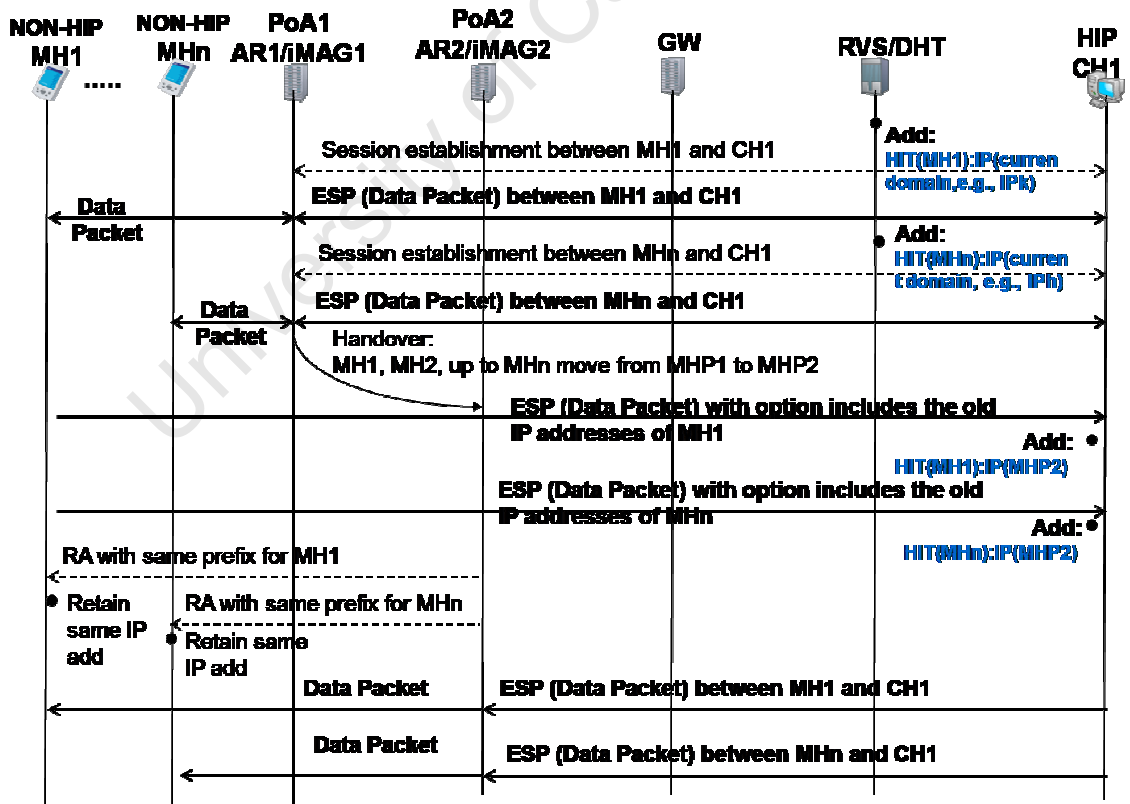 NON-HIP
MH1
.....
NON-HIP
MHn
PoA1
AR1/iMAG1
PoA2
AR2/iMAG2
GW
RVS/DHT
HIP
CH1
Add:
HIT(MH1):IP(curren
domain,e.g., IPk)
Session establishment between MH1 and CH1
ESP (Data Packet) between MH1 and CH1
Data
Packet
Add:
HIT(MHn):IP(curren
t domain, e.g., IPh)
Session establishment between MHn and CH1
ESP (Data Packet) between MHn and CH1
Data
Packet
Handover:
MH1, MH2, up to MHn move from MHP1 to MHP2
ESP (Data Packet) with option includes the old
IP addresses of MH1
Add:
HIT(MH1):IP(MHP2)
ESP (Data Packet) with option includes the old
IP addresses of MHn
Add:
HIT(MHn):IP(MHP2)
RA with same prefix for MH1
Retain
same IP
add
RA with same prefix for MHn
Retain same
IP add
Data Packet
ESP (Data Packet) between MH1 and CH1
Data Packet
ESP (Data Packet) between MHn and CH1
University of C